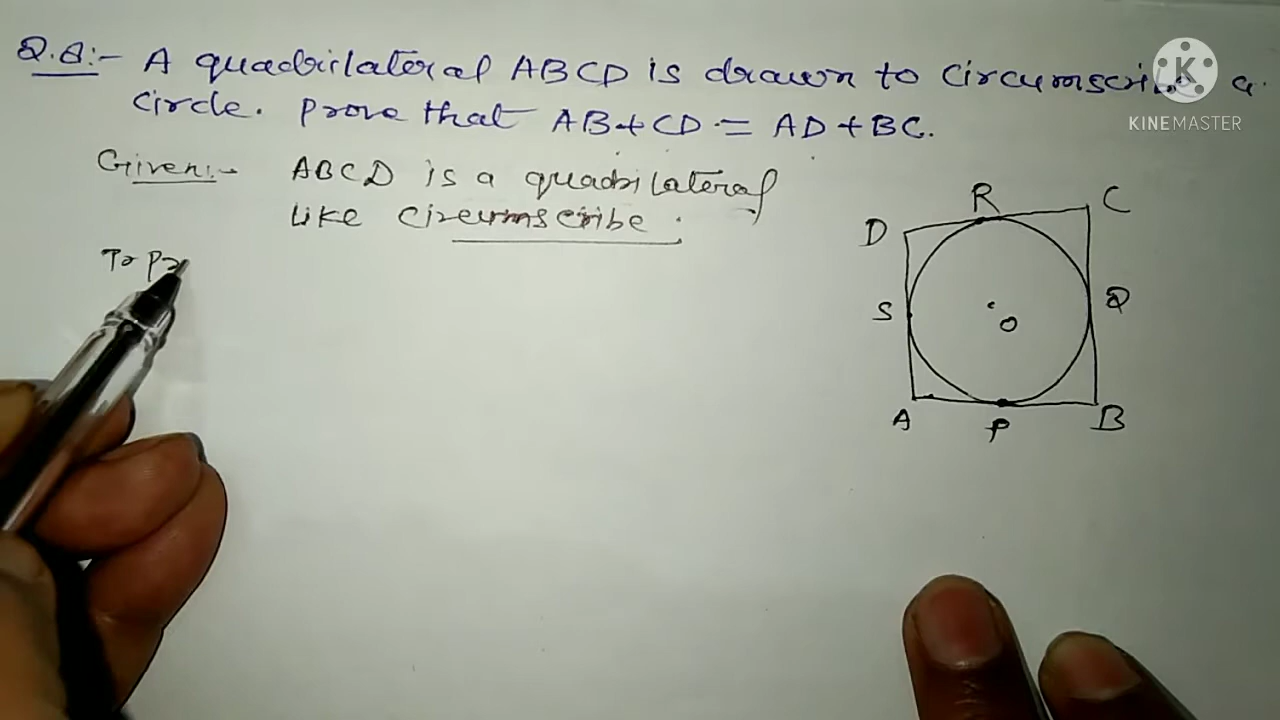 Q.8:- A quadrilateral ABCD is drawn to circumscribe a
circle. prove that AB+CD = AD+BC.
Given:- ABCD is a quadrilateral
like circumscribe.
To Pr
D R C
S O Q
A P B
K
KINEMASTER